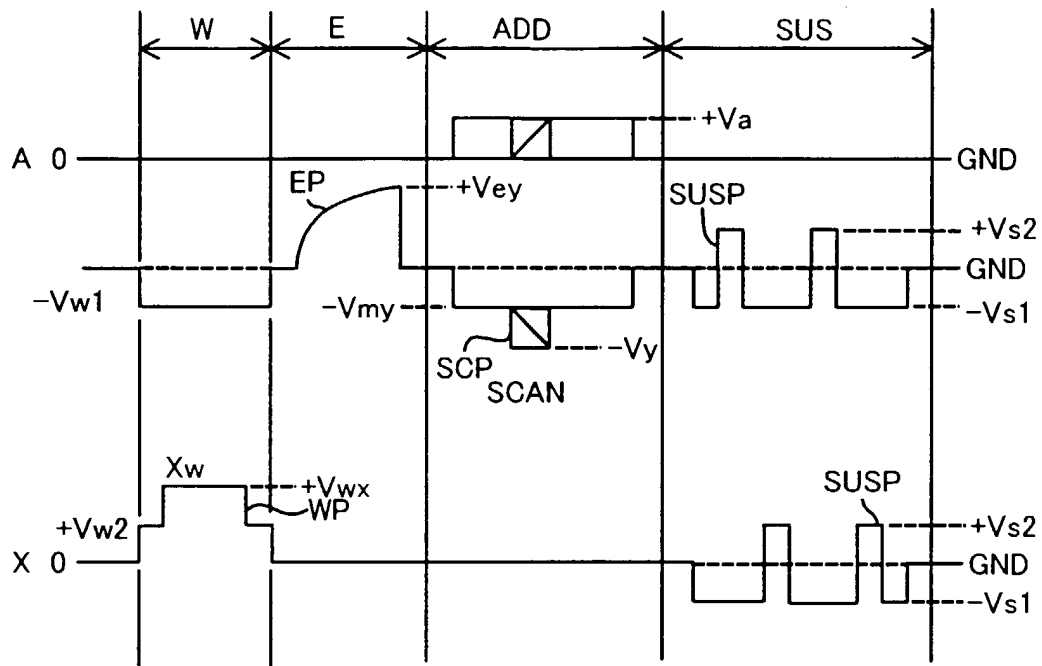 W E ADD SUS
+Va
A 0 GND
EP +Vey SUSP
+Vs2
GND
−Vw1 −Vmy −Vs1
SCP −Vy
SCAN
Xw
+Vwx SUSP
WP
+Vw2 +Vs2
X 0 GND
−Vs1